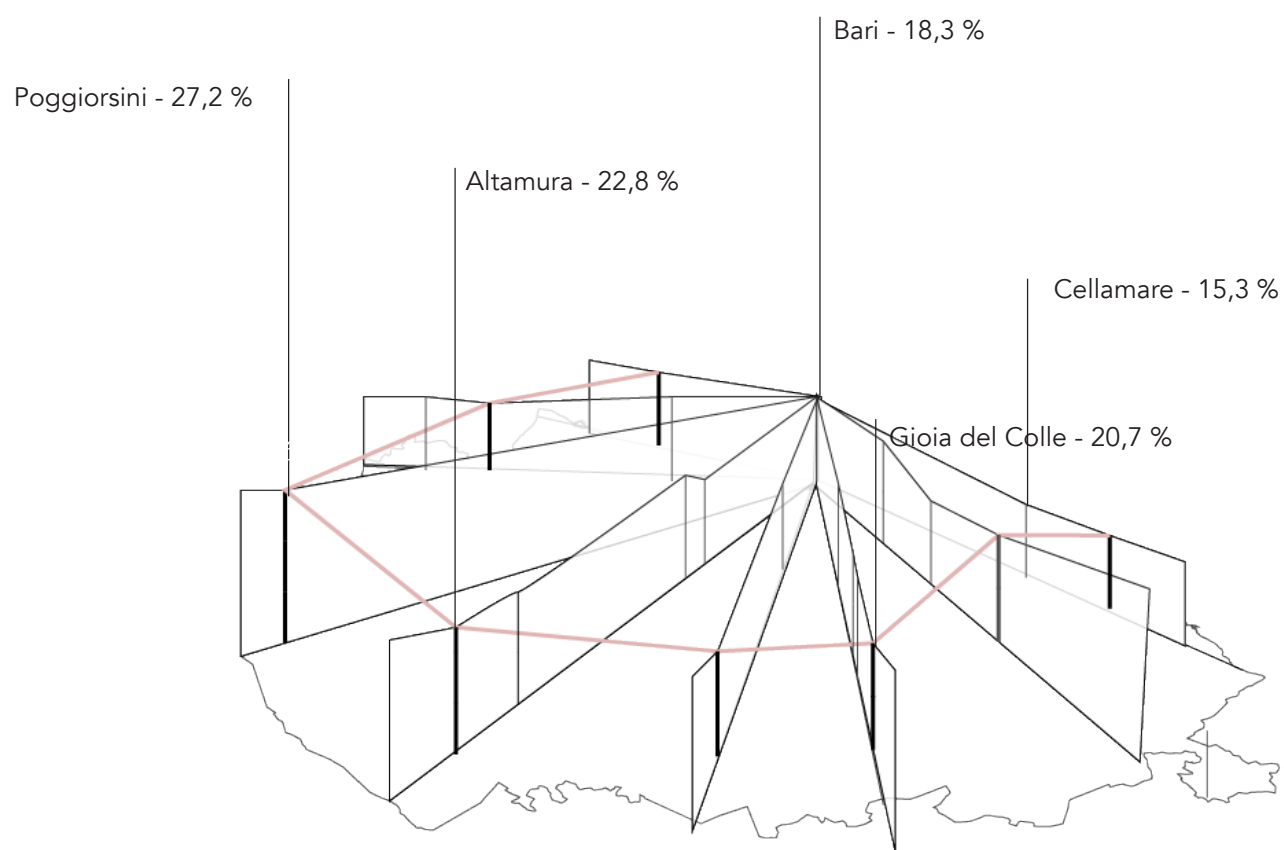 Bari - 18,3 %
Poggiorsini - 27,2 %
Altamura - 22,8 %
Cellamare - 15,3 %
Gioia del Colle - 20,7 %